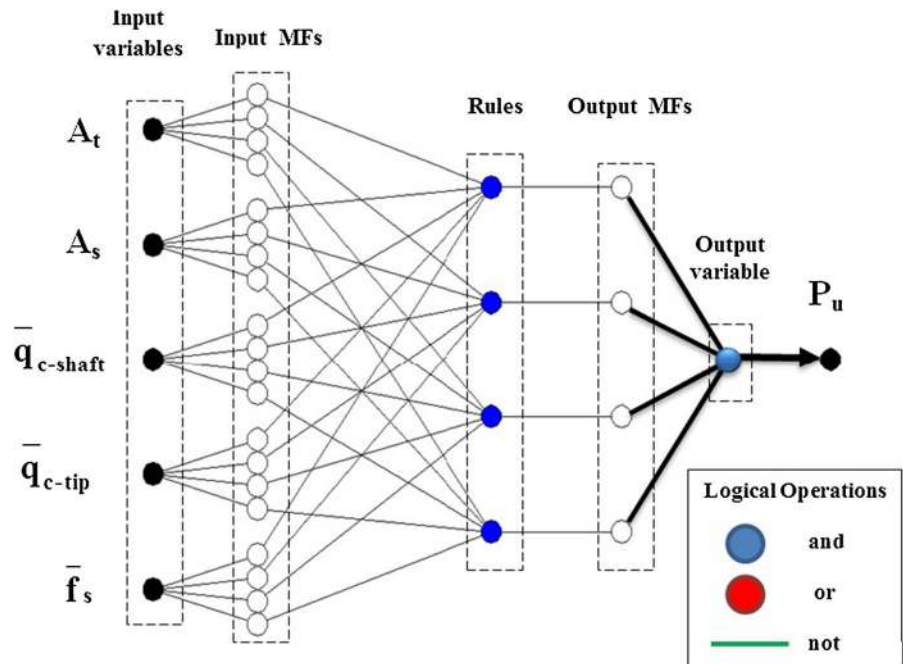 Input
variables
Input MFs
Rules
Output MFs
Output
variable
A_t
A_s
q̅_c-shaft
q̅_c-tip
f̅_s
P_u
Logical Operations
and
or
not